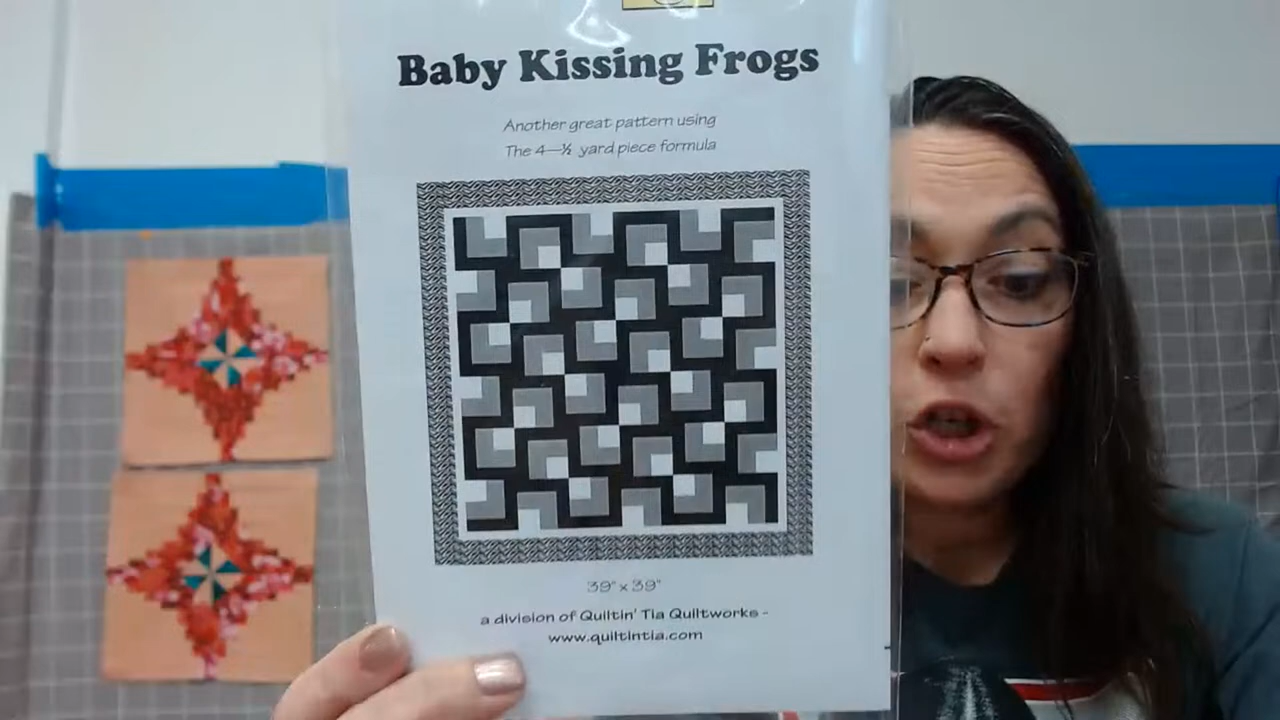 Baby Kissing Frogs
Another great pattern using
The 4—½ yard piece formula
39" x 39"
a division of Quiltin' Tia Quiltworks -
www.quiltintia.com